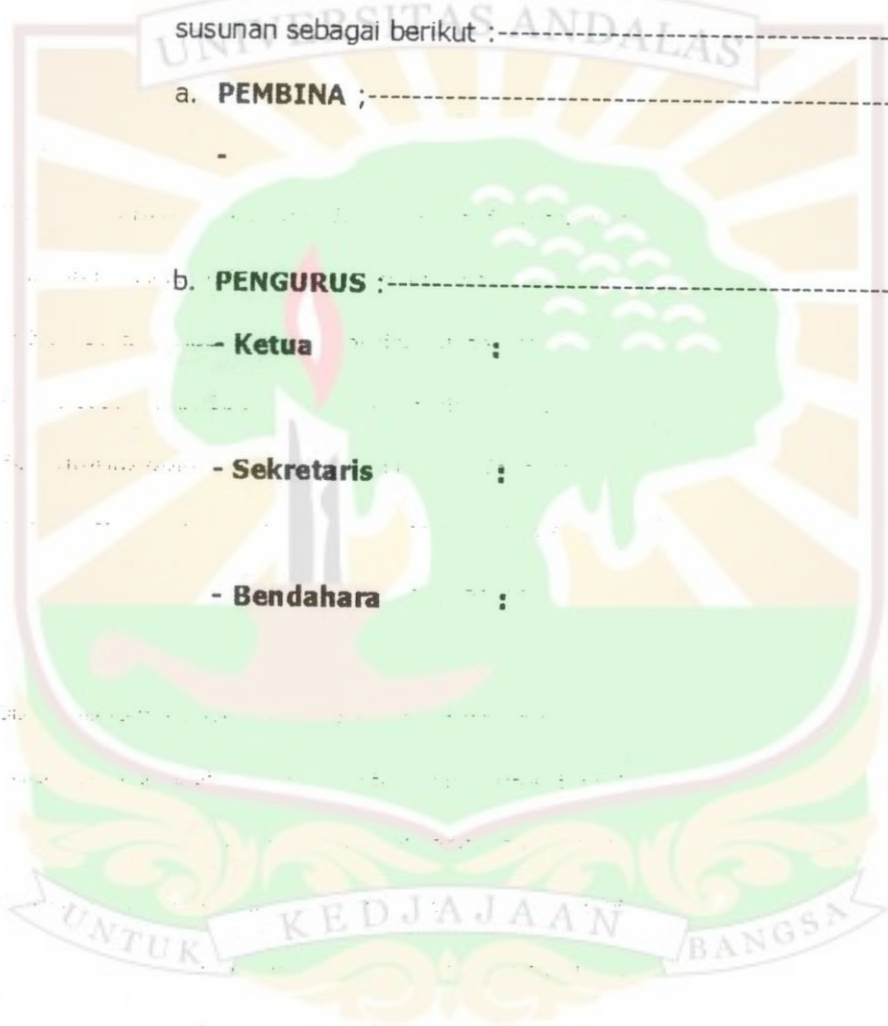 UNIVERSITAS ANDALAS
susunan sebagai berikut :--------------------------------------------
a. PEMBINA ;----------------------------------------------------------
-
b. PENGURUS :--------------------------------------------------------
- Ketua :
- Sekretaris :
- Bendahara :
UNTUK KEDJAJAAN BANGSA